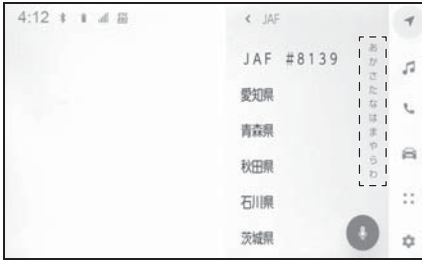 4:12
JAF
JAF #8139
愛知県
青森県
秋田県
石川県
茨城県
あ
か
さ
た
な
は
ま
や
ら
わ